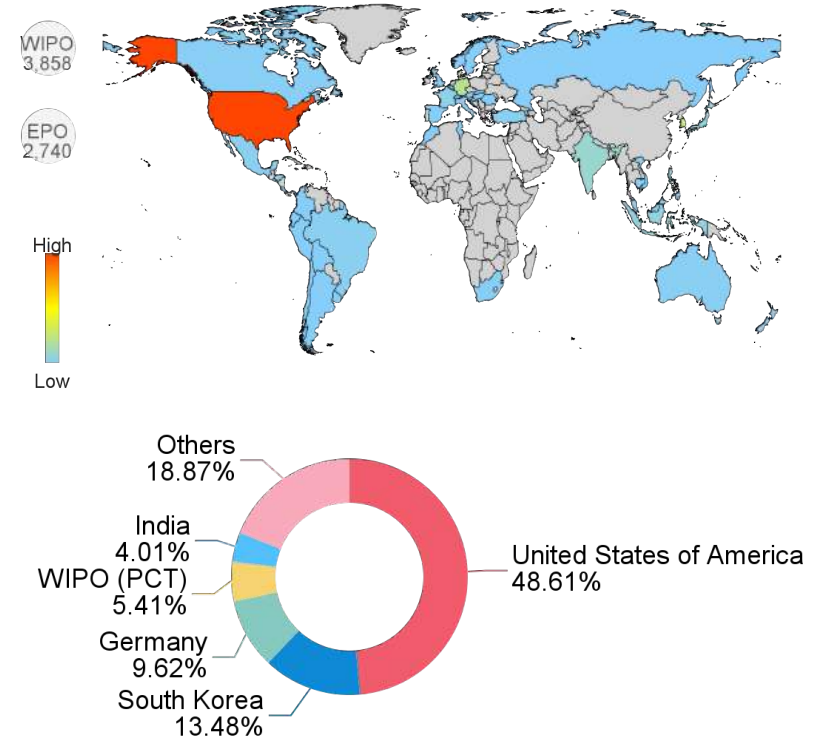 WIPO
3,858
EPO
2,740
High
Low
Others
18.87%
India
4.01%
WIPO (PCT)
5.41%
Germany
9.62%
South Korea
13.48%
United States of America
48.61%